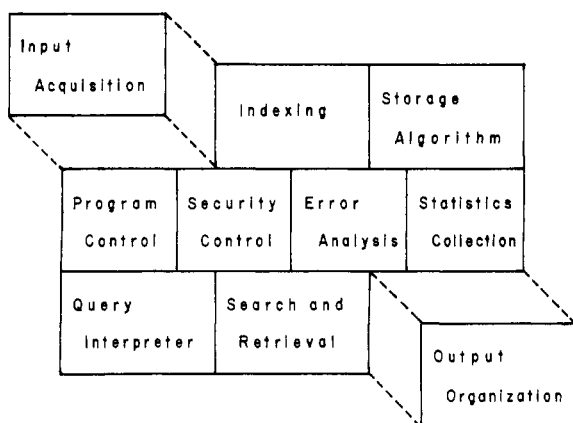 Input
Acquisition
Indexing
Storage
Algorithm
Program
Control
Security
Control
Error
Analysis
Statistics
Collection
Query
Interpreter
Search and
Retrieval
Output
Organization